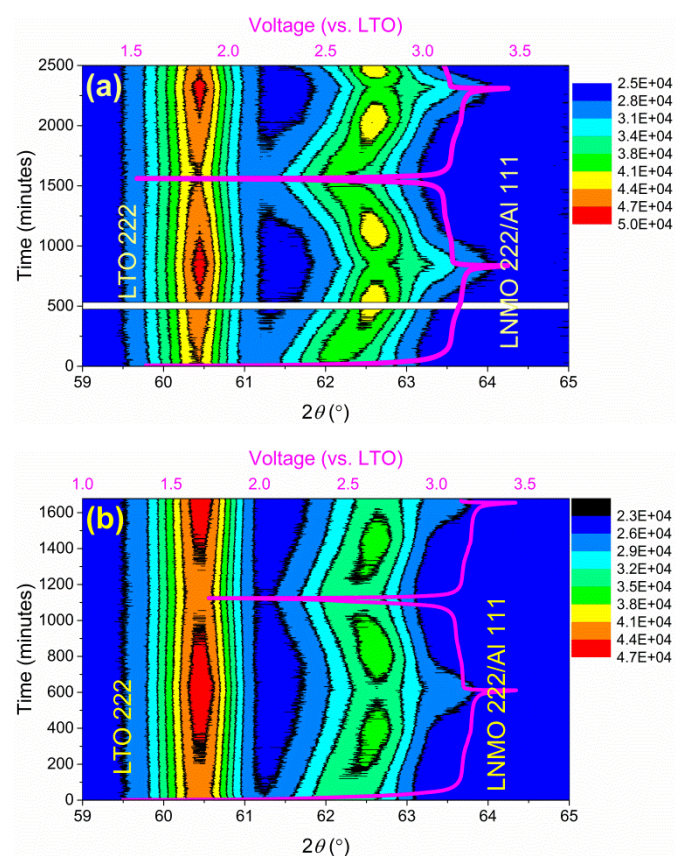 Voltage (vs. LTO)
1.5 2.0 2.5 3.0 3.5
(a)
2500
2000
1500
1000
500
0
Time (minutes)
LTO 222
LNMO 222/Al 111
2.5E+04
2.8E+04
3.1E+04
3.4E+04
3.8E+04
4.1E+04
4.4E+04
4.7E+04
5.0E+04
59 60 61 62 63 64 65
2θ (°)
Voltage (vs. LTO)
1.0 1.5 2.0 2.5 3.0 3.5
(b)
1600
1400
1200
1000
800
600
400
200
0
Time (minutes)
LTO 222
LNMO 222/Al 111
2.3E+04
2.6E+04
2.9E+04
3.2E+04
3.5E+04
3.8E+04
4.1E+04
4.4E+04
4.7E+04
59 60 61 62 63 64 65
2θ (°)